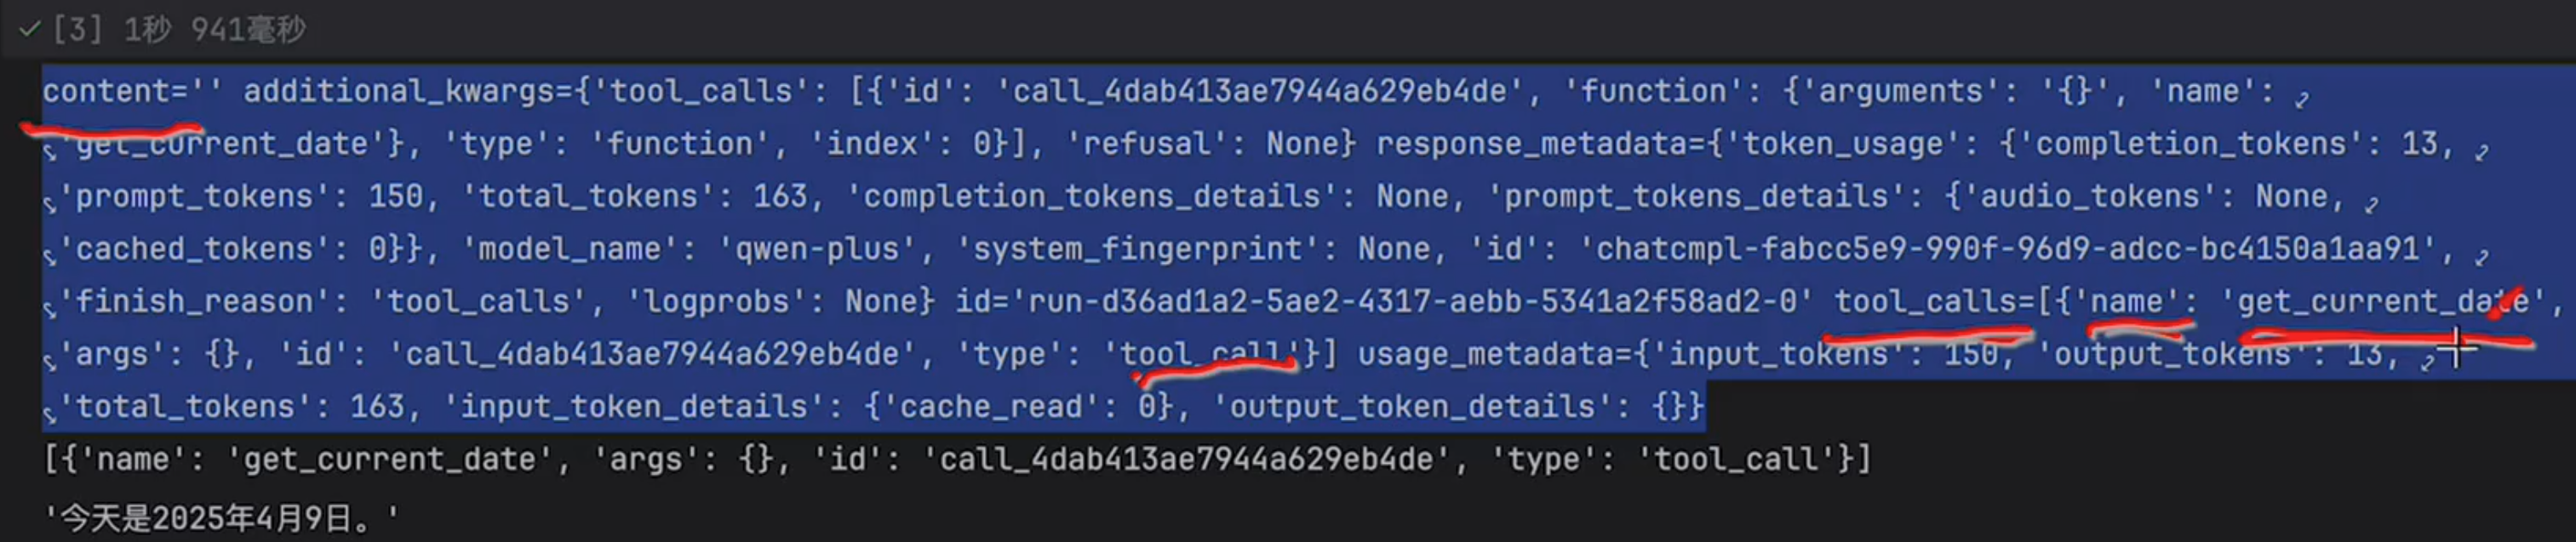 [3] 1秒 941毫秒
content='' additional_kwargs={'tool_calls': [{'id': 'call_4dab413ae7944a629eb4de', 'function': {'arguments': '{}', 'name':
'get_current_date'}, 'type': 'function', 'index': 0}], 'refusal': None} response_metadata={'token_usage': {'completion_tokens': 13,
'prompt_tokens': 150, 'total_tokens': 163, 'completion_tokens_details': None, 'prompt_tokens_details': {'audio_tokens': None,
'cached_tokens': 0}}, 'model_name': 'qwen-plus', 'system_fingerprint': None, 'id': 'chatcmpl-fabcc5e9-990f-96d9-adcc-bc4150a1aa91',
'finish_reason': 'tool_calls', 'logprobs': None} id='run-d36ad1a2-5ae2-4317-aebb-5341a2f58ad2-0' tool_calls=[{'name': 'get_current_date',
'args': {}, 'id': 'call_4dab413ae7944a629eb4de', 'type': 'tool_call'}] usage_metadata={'input_tokens': 150, 'output_tokens': 13,
'total_tokens': 163, 'input_token_details': {'cache_read': 0}, 'output_token_details': {}}
[{'name': 'get_current_date', 'args': {}, 'id': 'call_4dab413ae7944a629eb4de', 'type': 'tool_call'}]
'今天是2025年4月9日。'